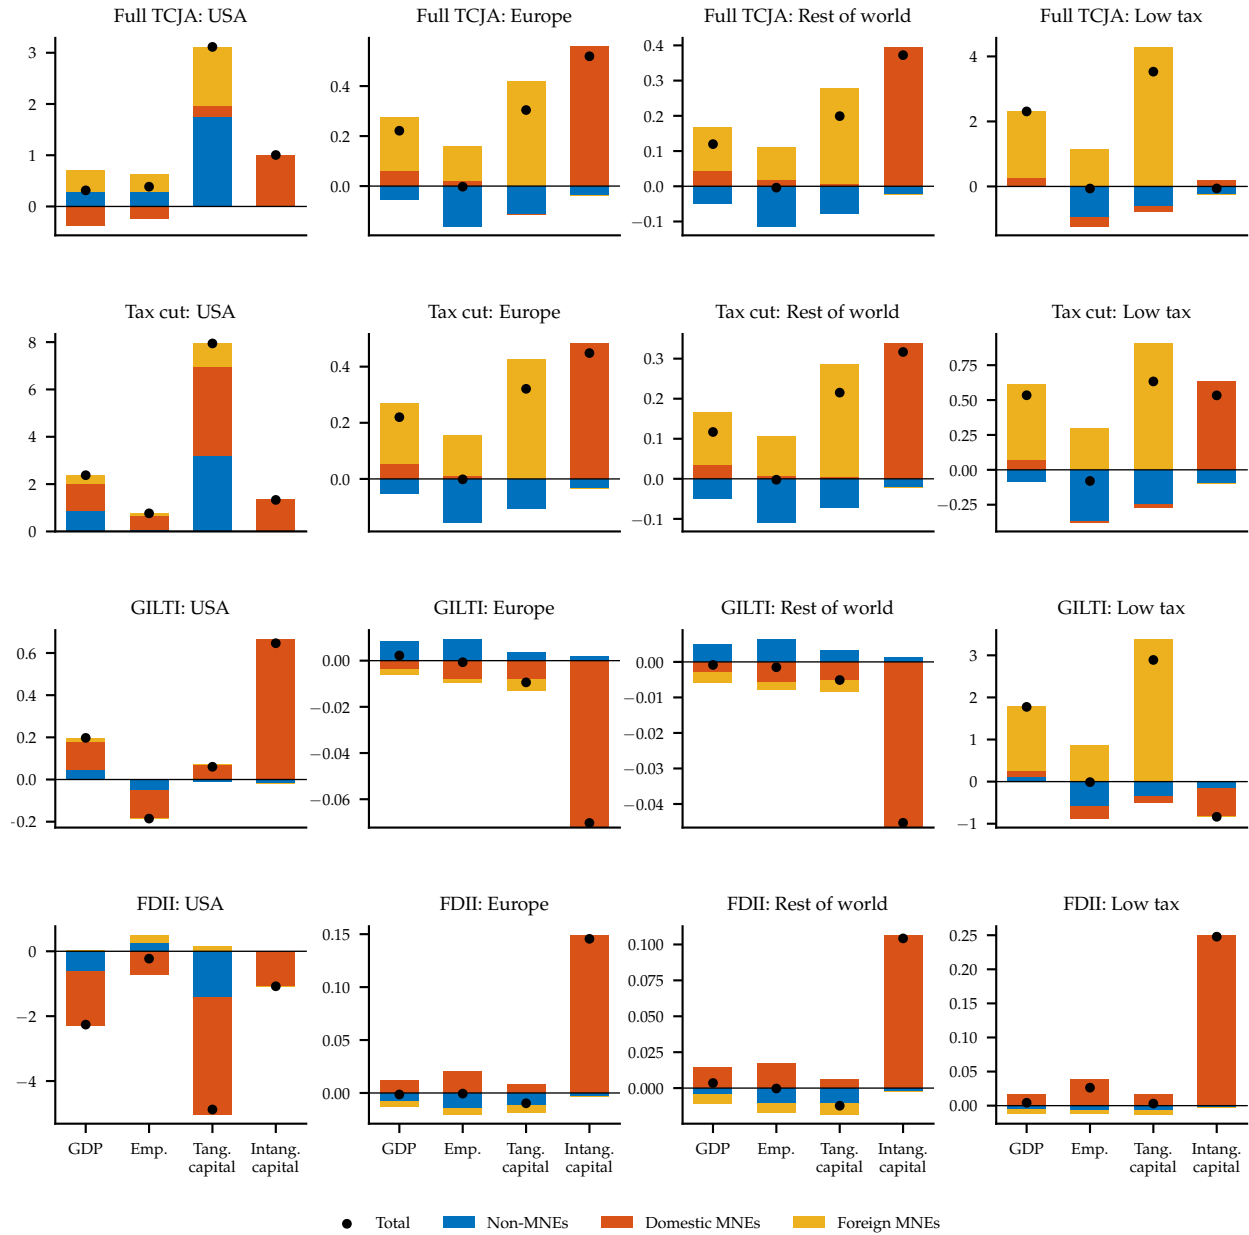 Full TCJA: USA
3
2
1
0
Full TCJA: Europe
0.4
0.2
0.0
Full TCJA: Rest of world
0.4
0.3
0.2
0.1
0.0
−0.1
Full TCJA: Low tax
4
2
0
Tax cut: USA
8
6
4
2
0
Tax cut: Europe
0.4
0.2
0.0
Tax cut: Rest of world
0.3
0.2
0.1
0.0
−0.1
Tax cut: Low tax
0.75
0.50
0.25
0.00
−0.25
GILTI: USA
0.6
0.4
0.2
0.0
-0.2
GILTI: Europe
0.00
−0.02
−0.04
−0.06
GILTI: Rest of world
0.00
−0.01
−0.02
−0.03
−0.04
GILTI: Low tax
3
2
1
0
−1
FDII: USA
0
−2
−4
GDP
Emp.
Tang.
capital
Intang.
capital
FDII: Europe
0.15
0.10
0.05
0.00
GDP
Emp.
Tang.
capital
Intang.
capital
FDII: Rest of world
0.100
0.075
0.050
0.025
0.000
GDP
Emp.
Tang.
capital
Intang.
capital
FDII: Low tax
0.25
0.20
0.15
0.10
0.05
0.00
GDP
Emp.
Tang.
capital
Intang.
capital
Total
Non-MNEs
Domestic MNEs
Foreign MNEs